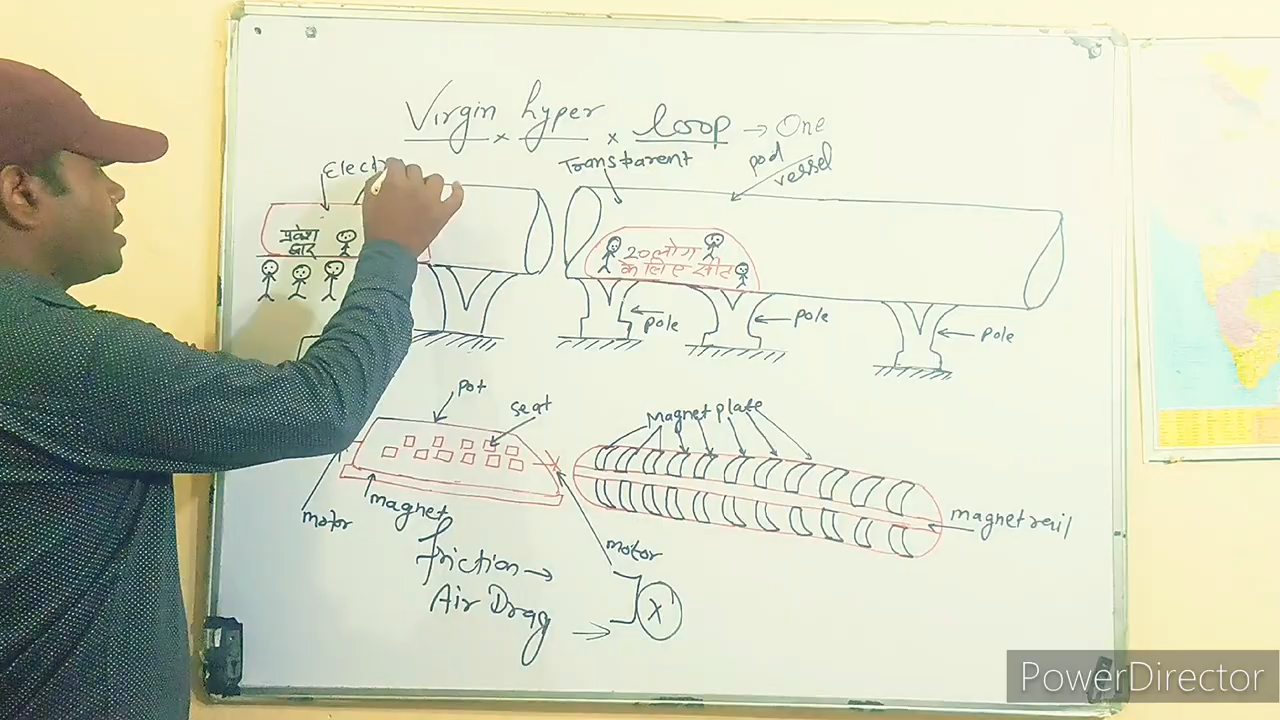 Virgin x hyper x loop → One
Elect
Transparent
pod
vessel
प्रवेश
द्वार
20 लोग
के लिए सीट
pole
pole
pole
pot
seat
Magnet plate
magnet
motor
magnet rail
motor
friction →
Air Drag
X
PowerDirector